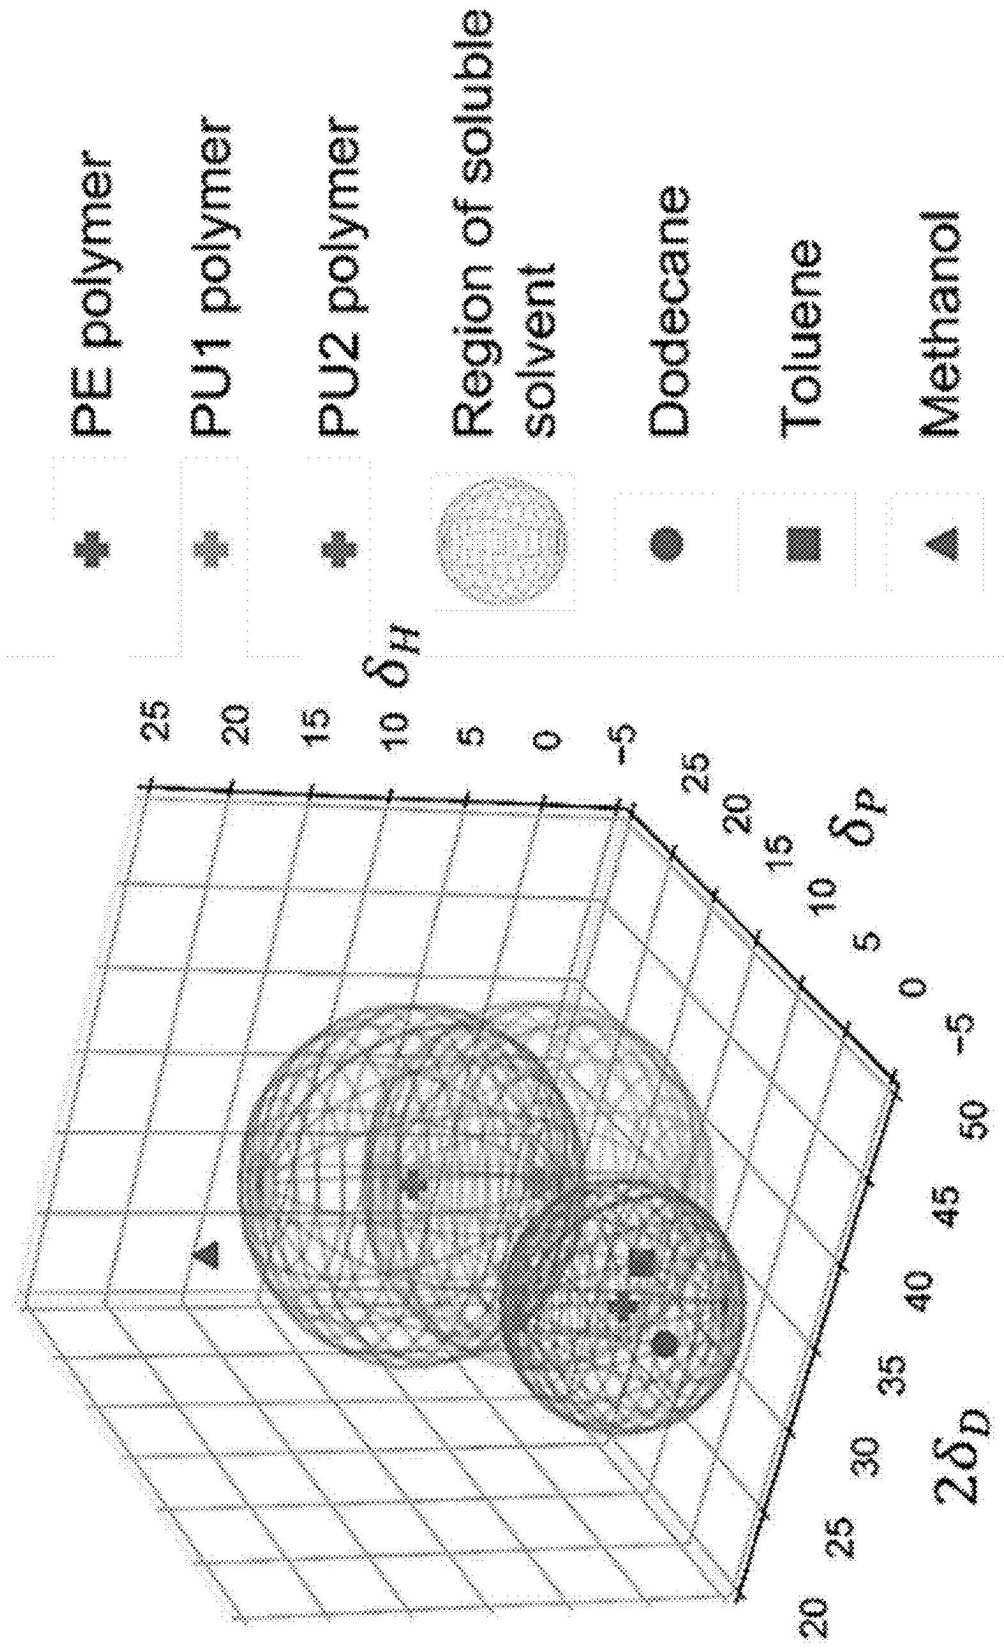 25
20
15
10
5
0
−5
δH
25
20
15
10
5
0
−5
δP
20
25
30
35
40
45
50
2δD
PE polymer
PU1 polymer
PU2 polymer
Region of soluble
solvent
Dodecane
Toluene
Methanol